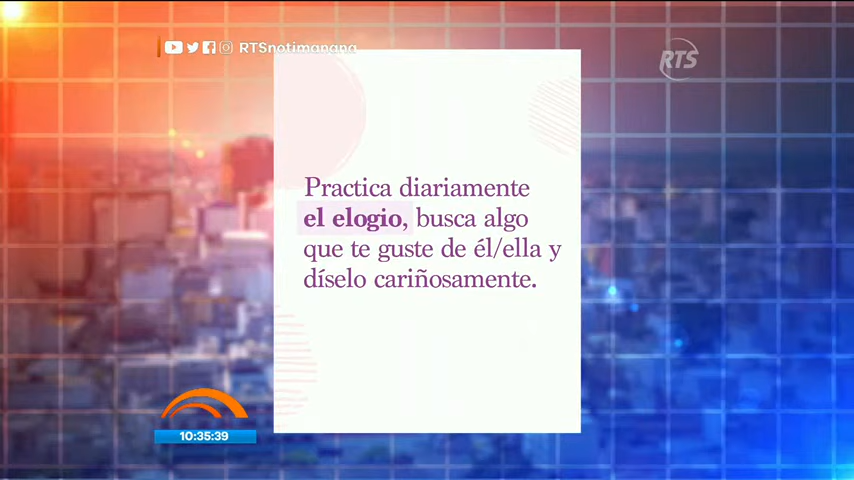 RTSnotimanana
RTS
Practica diariamente
el elogio, busca algo
que te guste de él/ella y
díselo cariñosamente.
10:35:39